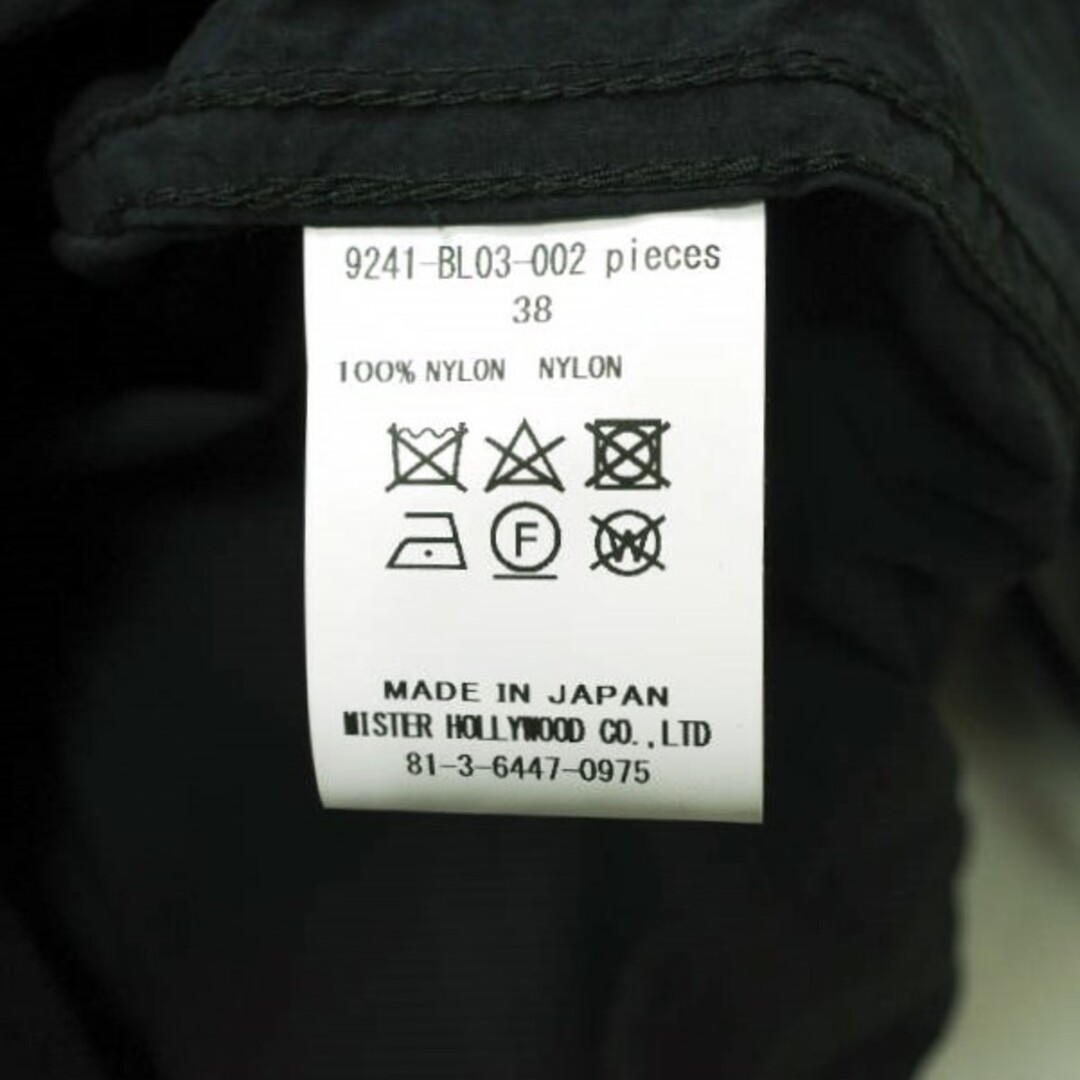 9241-BL03-002 pieces
38
100% NYLON NYLON
F W
MADE IN JAPAN
MISTER HOLLYWOOD CO.,LTD
81-3-6447-0975